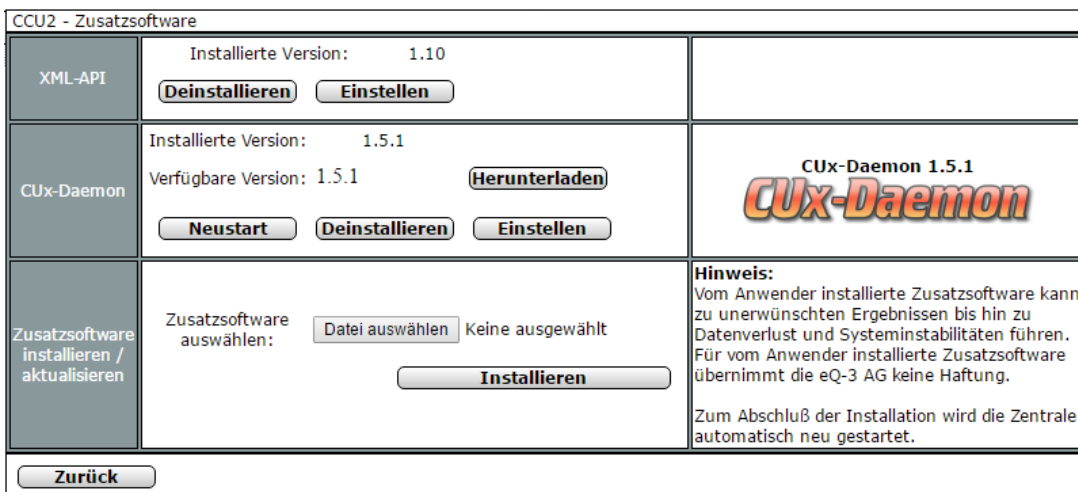 CCU2 - Zusatzsoftware
XML-API
Installierte Version: 1.10
Deinstallieren Einstellen
CUx-Daemon
Installierte Version: 1.5.1
Verfügbare Version: 1.5.1 Herunterladen
Neustart Deinstallieren Einstellen
CUx-Daemon 1.5.1
CUx-Daemon
Zusatzsoftware
installieren /
aktualisieren
Zusatzsoftware
auswählen:
Datei auswählen Keine ausgewählt
Installieren
Hinweis:
Vom Anwender installierte Zusatzsoftware kann
zu unerwünschten Ergebnissen bis hin zu
Datenverlust und Systeminstabilitäten führen.
Für vom Anwender installierte Zusatzsoftware
übernimmt die eQ-3 AG keine Haftung.
Zum Abschluß der Installation wird die Zentrale
automatisch neu gestartet.
Zurück